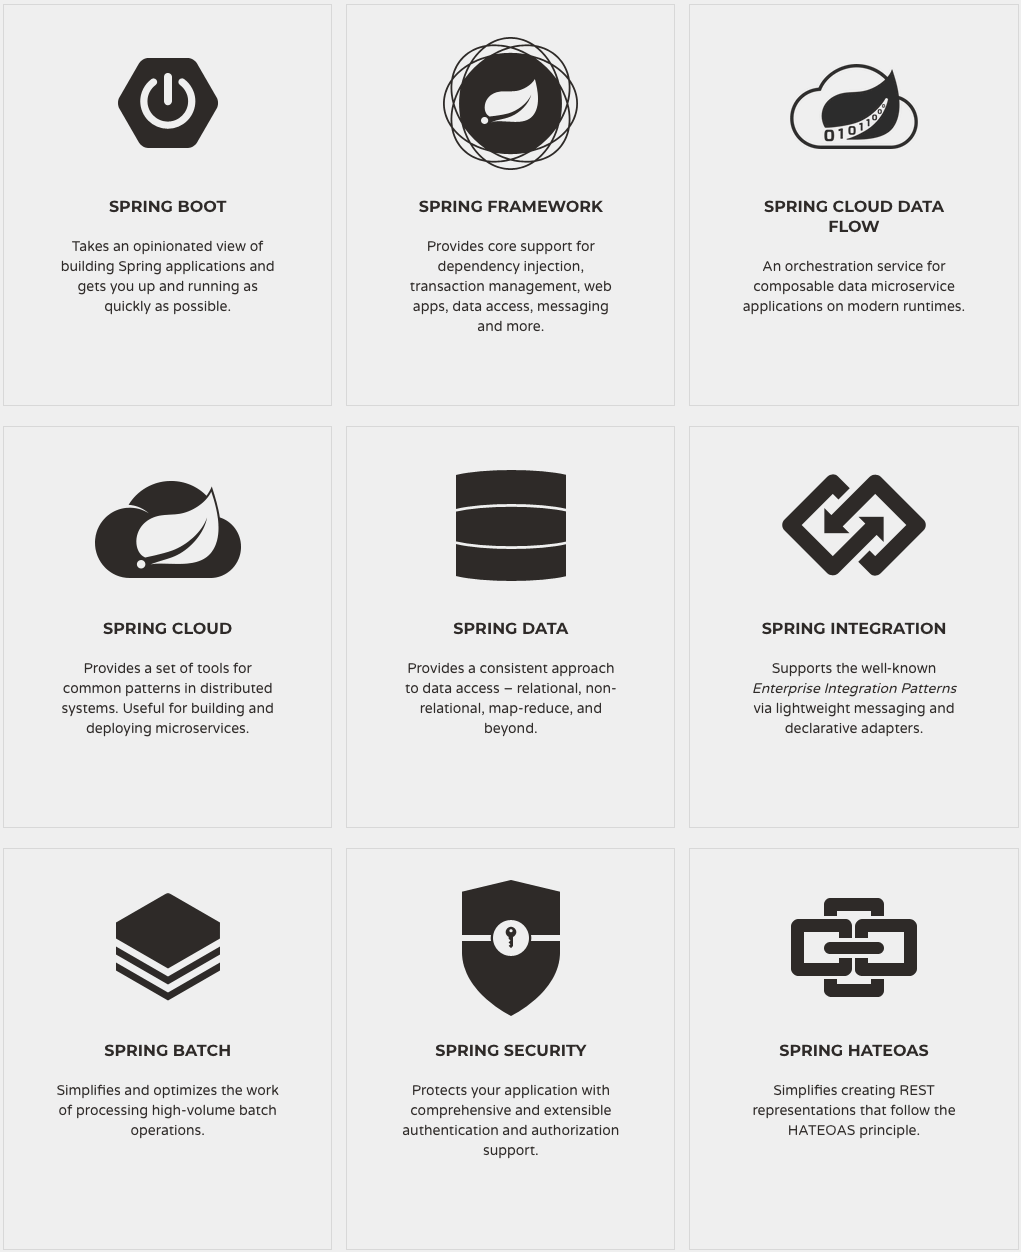 SPRING BOOT
Takes an opinionated view of
building Spring applications and
gets you up and running as
quickly as possible.
SPRING FRAMEWORK
Provides core support for
dependency injection,
transaction management, web
apps, data access, messaging
and more.
010110000
SPRING CLOUD DATA
FLOW
An orchestration service for
composable data microservice
applications on modern runtimes.
SPRING CLOUD
Provides a set of tools for
common patterns in distributed
systems. Useful for building and
deploying microservices.
SPRING DATA
Provides a consistent approach
to data access – relational, non-
relational, map-reduce, and
beyond.
SPRING INTEGRATION
Supports the well-known
Enterprise Integration Patterns
via lightweight messaging and
declarative adapters.
SPRING BATCH
Simplifies and optimizes the work
of processing high-volume batch
operations.
SPRING SECURITY
Protects your application with
comprehensive and extensible
authentication and authorization
support.
SPRING HATEOAS
Simplifies creating REST
representations that follow the
HATEOAS principle.